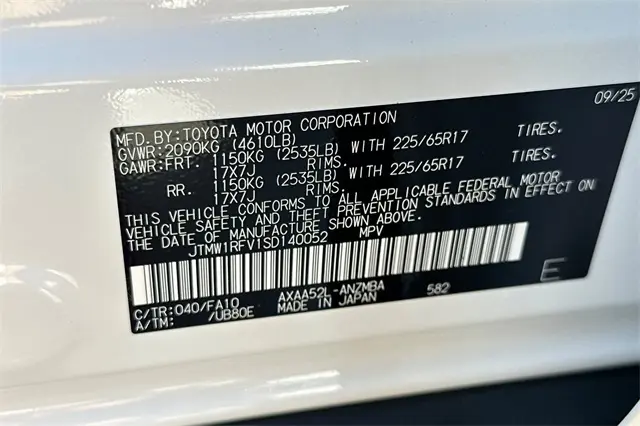 09/25
MFD. BY:TOYOTA MOTOR CORPORATION
GVWR:2090KG (4610LB)
GAWR:FRT. 1150KG (2535LB) WITH 225/65R17 TIRES.
17X7J RIMS.
RR. 1150KG (2535LB) WITH 225/65R17 TIRES.
17X7J RIMS.
THIS VEHICLE CONFORMS TO ALL APPLICABLE FEDERAL MOTOR
VEHICLE SAFETY AND THEFT PREVENTION STANDARDS IN EFFECT ON
THE DATE OF MANUFACTURE SHOWN ABOVE.
JTMW1RFV1SD140052 MPV
C/TR:040/FA10 AXAA52L-ANZMBA 582 E
A/TM: /UB80E MADE IN JAPAN